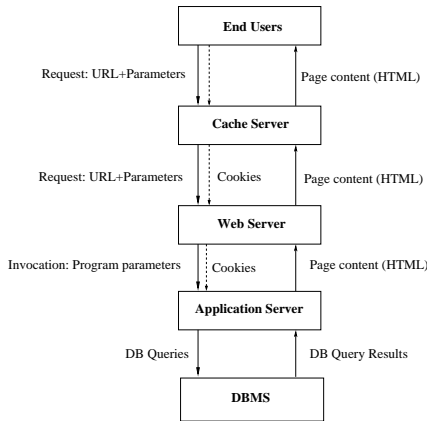 End Users
Request: URL+Parameters
Page content (HTML)
Cache Server
Request: URL+Parameters
Cookies
Page content (HTML)
Web Server
Invocation: Program parameters
Cookies
Page content (HTML)
Application Server
DB Queries
DB Query Results
DBMS